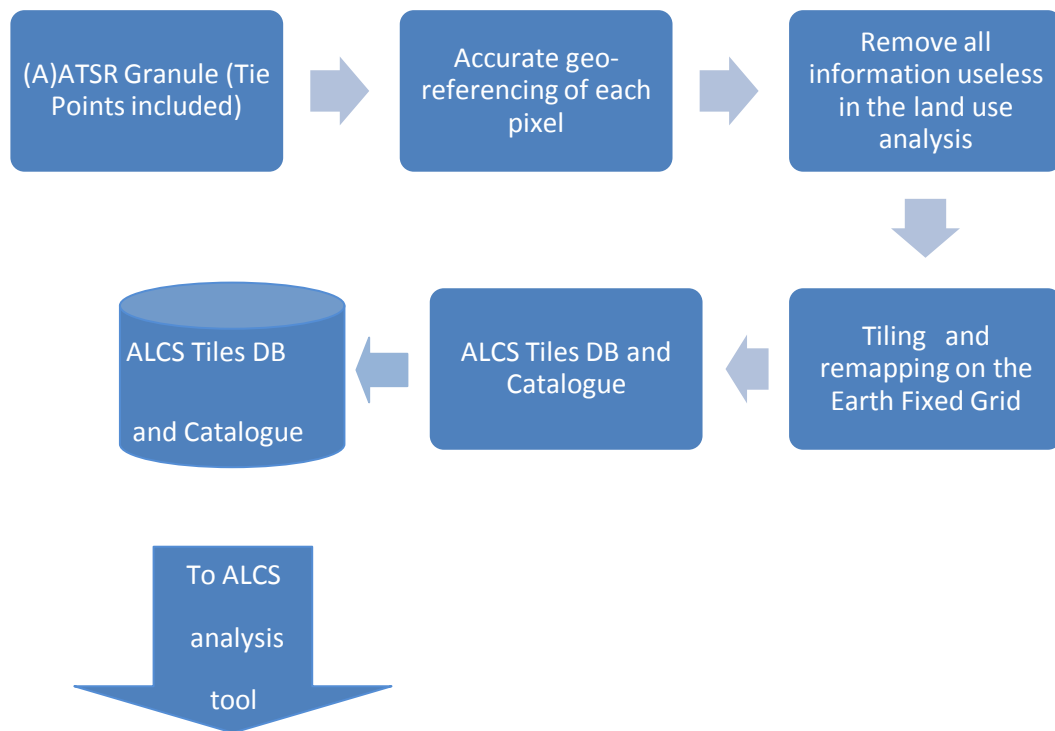 (A)ATSR Granule (Tie
Points included)
Accurate geo-
referencing of each
pixel
Remove all
information useless
in the land use
analysis
Tiling and
remapping on the
Earth Fixed Grid
ALCS Tiles DB and
Catalogue
ALCS Tiles DB
and Catalogue
To ALCS
analysis
tool